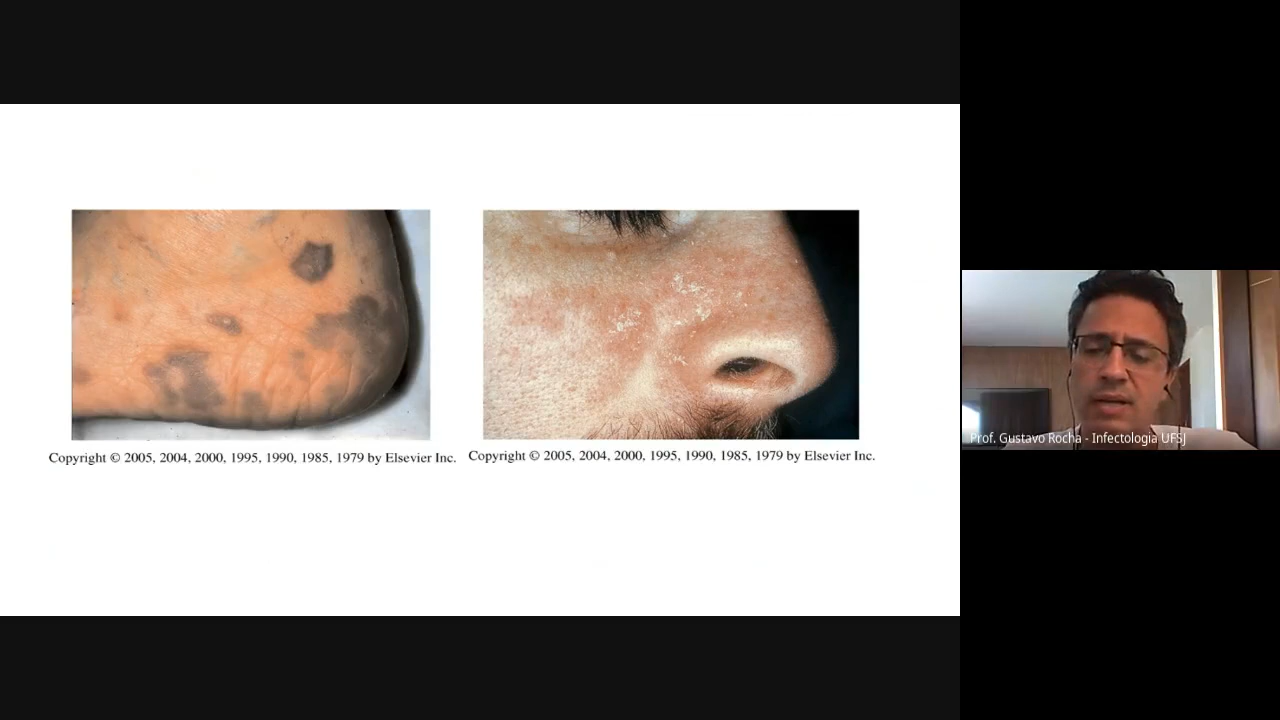 Copyright © 2005, 2004, 2000, 1995, 1990, 1985, 1979 by Elsevier Inc.
Copyright © 2005, 2004, 2000, 1995, 1990, 1985, 1979 by Elsevier Inc.
Prof. Gustavo Rocha - Infectologia UFSJ